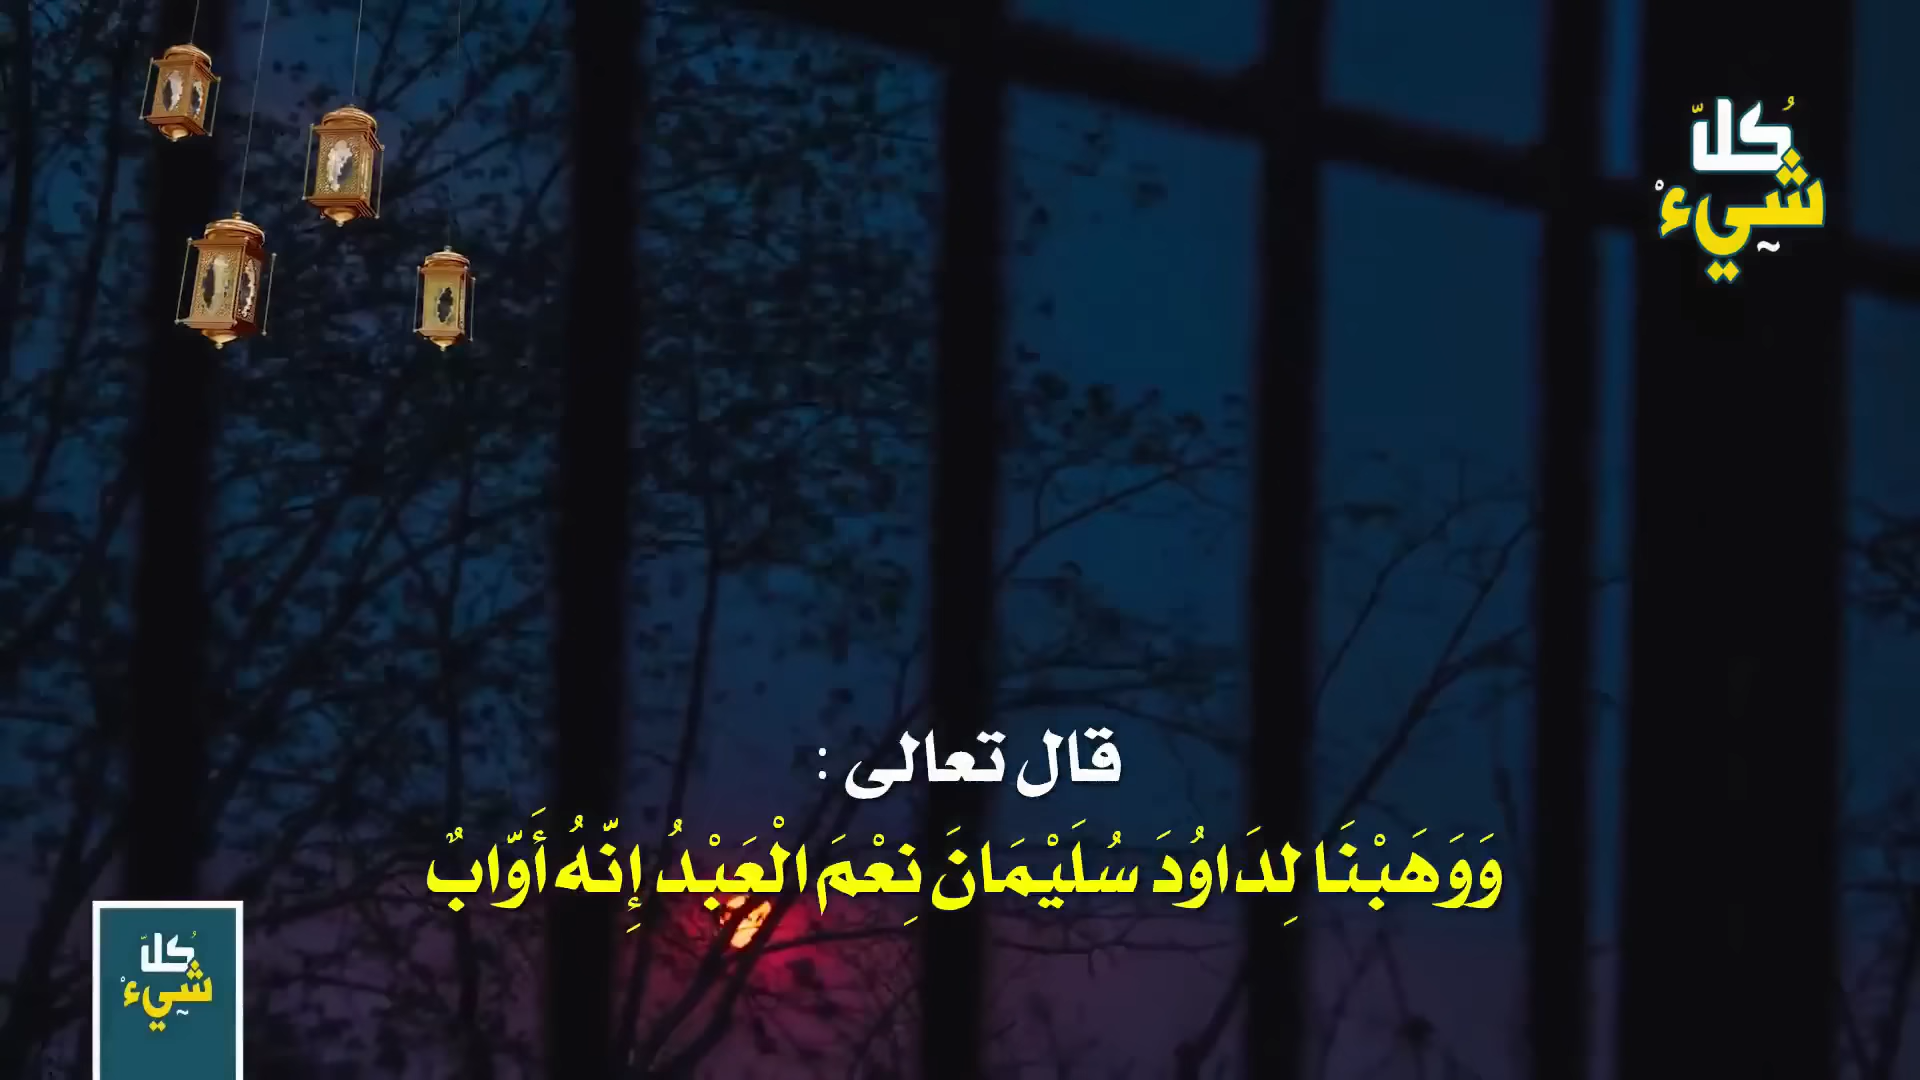 كُلّ
شَيْء
قال تعالى :
وَوَهَبْنَا لِدَاوُدَ سُلَيْمَانَ نِعْمَ الْعَبْدُ إِنّهُ أَوّابٌ
كُلّ
شَيْء